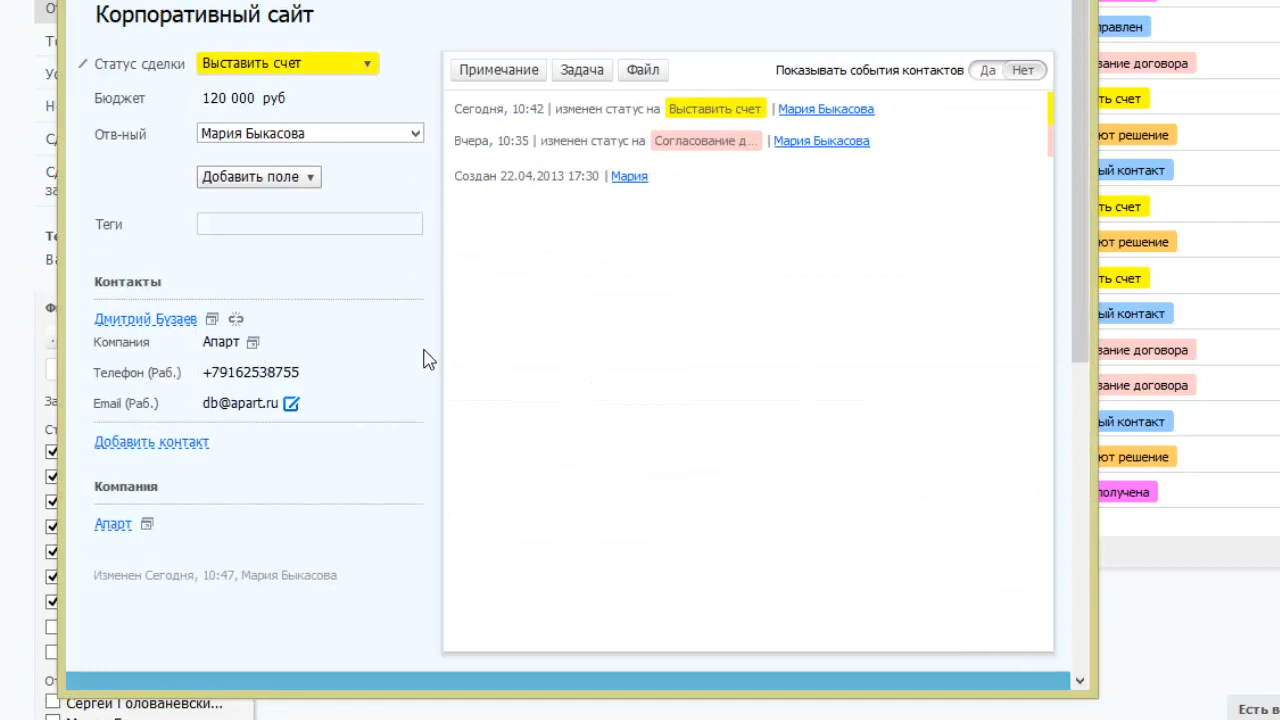 Корпоративный сайт
Статус сделки Выставить счет
Бюджет 120 000 руб
Отв-ный Мария Быкасова
Добавить поле
Теги
Контакты
Дмитрий Бузаев
Компания Апарт
Телефон (Раб.) +79162538755
Email (Раб.) db@apart.ru
Добавить контакт
Компания
Апарт
Изменен Сегодня, 10:47, Мария Быкасова
Примечание Задача Файл Показывать события контактов Да Нет
Сегодня, 10:42 | изменен статус на Выставить счет | Мария Быкасова
Вчера, 10:35 | изменен статус на Согласование д... | Мария Быкасова
Создан 22.04.2013 17:30 | Мария
правлен
вание договора
ть счет
ют решение
ый контакт
ть счет
ют решение
ть счет
ый контакт
вание договора
вание договора
ый контакт
ют решение
получена
Сергей Голованевски...
Есть в